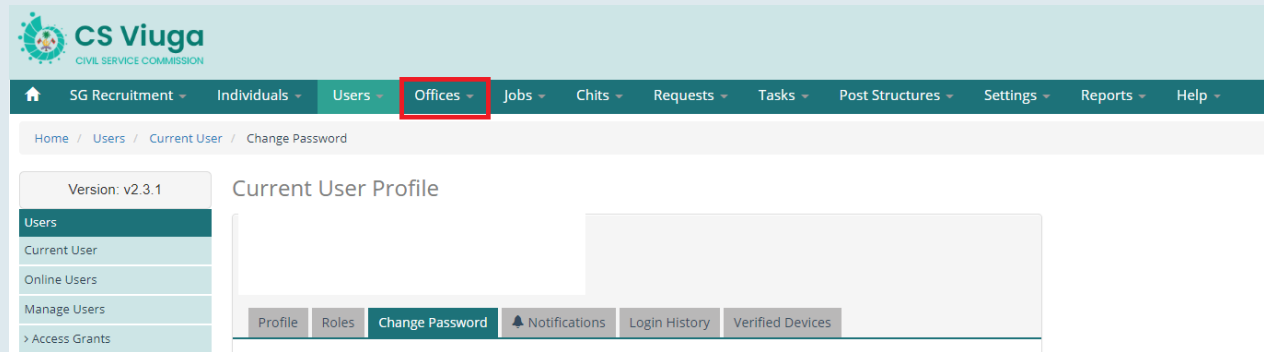 CS Viuga
CIVIL SERVICE COMMISSION
SG Recruitment Individuals Users Offices Jobs Chits Requests Tasks Post Structures Settings Reports Help
Home / Users / Current User / Change Password
Version: v2.3.1
Current User Profile
Users
Current User
Online Users
Manage Users
> Access Grants
Profile Roles Change Password Notifications Login History Verified Devices